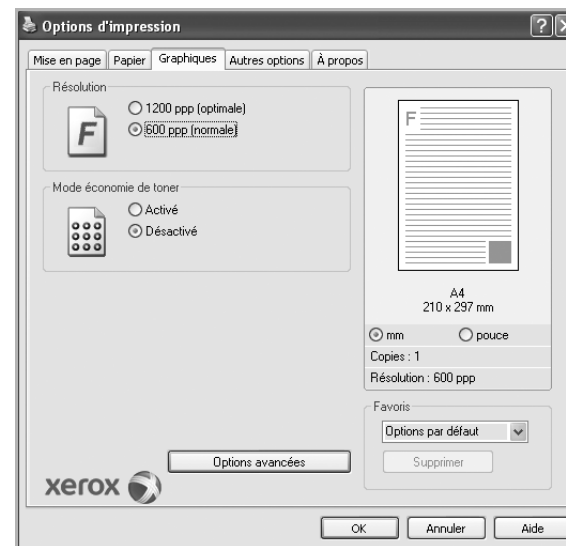 Options d'impression
Mise en page Papier Graphiques Autres options À propos
Résolution
1200 ppp (optimale)
600 ppp (normale)
F
Mode économie de toner
Activé
Désactivé
F
A4
210 x 297 mm
mm pouce
Copies : 1
Résolution : 600 ppp
Favoris
Options par défaut
Supprimer
Options avancées
xerox
OK Annuler Aide